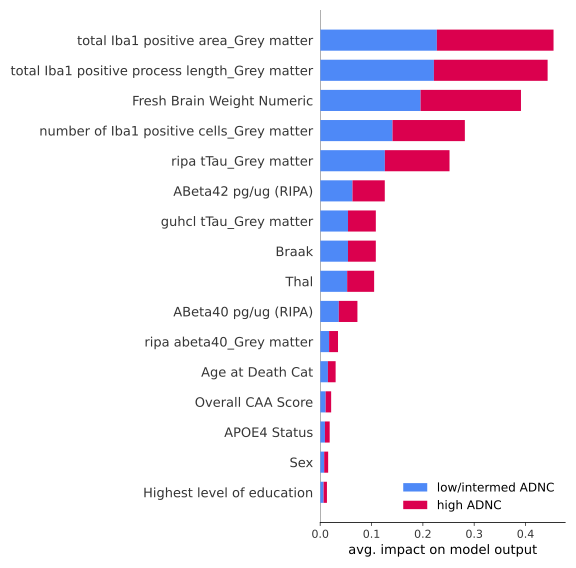 total Iba1 positive area_Grey matter
total Iba1 positive process length_Grey matter
Fresh Brain Weight Numeric
number of Iba1 positive cells_Grey matter
ripa tTau_Grey matter
ABeta42 pg/ug (RIPA)
guhcl tTau_Grey matter
Braak
Thal
ABeta40 pg/ug (RIPA)
ripa abeta40_Grey matter
Age at Death Cat
Overall CAA Score
APOE4 Status
Sex
Highest level of education
low/intermed ADNC
high ADNC
0.0 0.1 0.2 0.3 0.4
avg. impact on model output